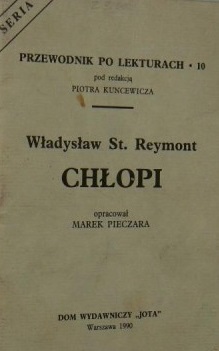 SERIA
PRZEWODNIK PO LEKTURACH • 10
pod redakcją
PIOTRA KUNCEWICZA
Władysław St. Reymont
CHŁOPI
opracował
MAREK PIECZARA
DOM WYDAWNICZY „JOTA”
Warszawa 1990